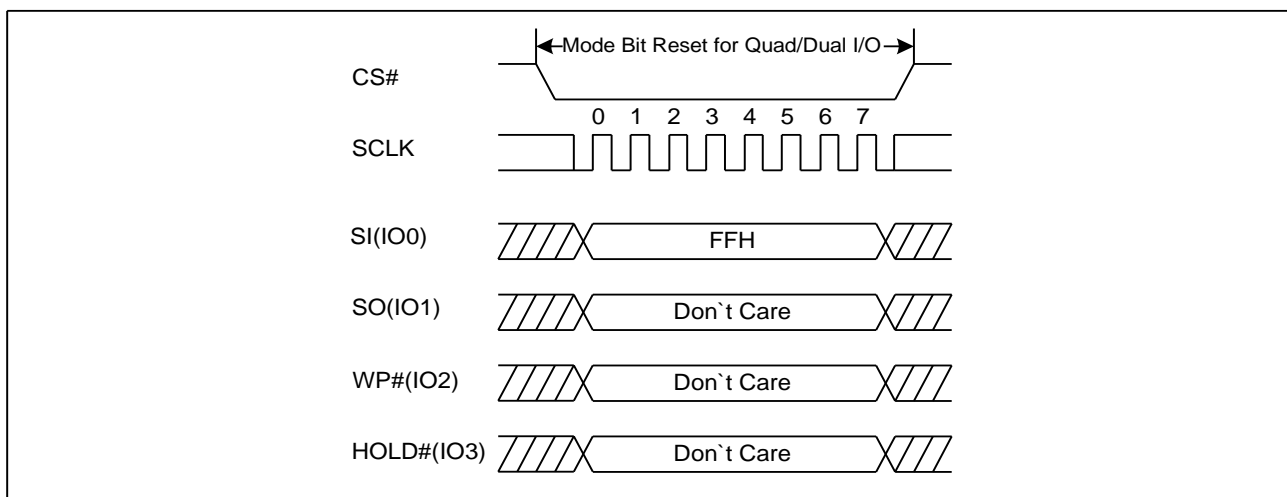 Mode Bit Reset for Quad/Dual I/O
CS#
0 1 2 3 4 5 6 7
SCLK
SI(IO0) FFH
SO(IO1) Don`t Care
WP#(IO2) Don`t Care
HOLD#(IO3) Don`t Care